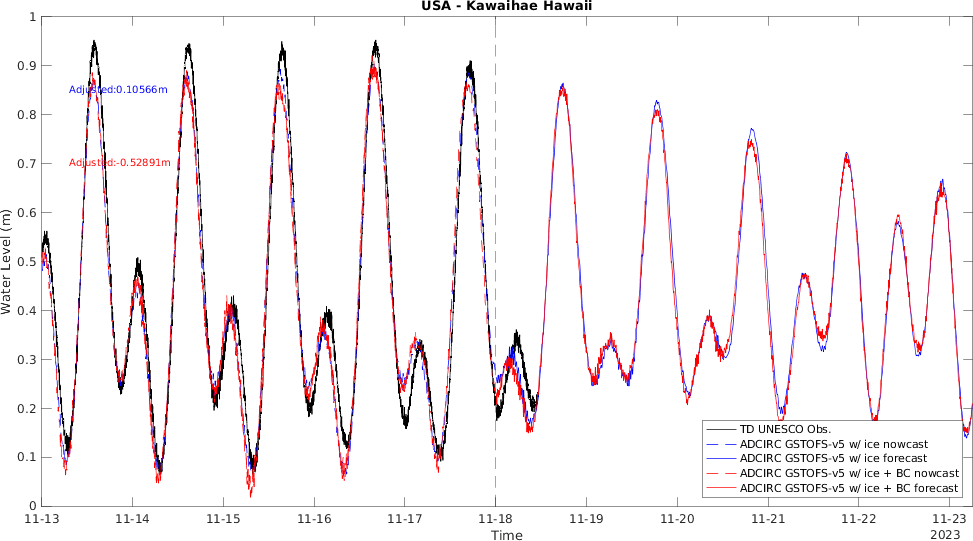 USA - Kawaihae Hawaii
1
0.9
0.8
0.7
0.6
0.5
0.4
0.3
0.2
0.1
0
Water Level (m)
Adjusted:0.10566m
Adjusted:-0.52891m
TD UNESCO Obs.
ADCIRC GSTOFS-v5 w/ ice nowcast
ADCIRC GSTOFS-v5 w/ ice forecast
ADCIRC GSTOFS-v5 w/ ice + BC nowcast
ADCIRC GSTOFS-v5 w/ ice + BC forecast
11-13 11-14 11-15 11-16 11-17 11-18 11-19 11-20 11-21 11-22 11-23
2023
Time